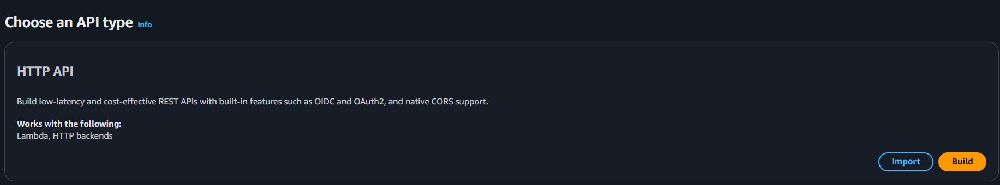 Choose an API type Info
HTTP API
Build low-latency and cost-effective REST APIs with built-in features such as OIDC and OAuth2, and native CORS support.
Works with the following:
Lambda, HTTP backends
Import Build